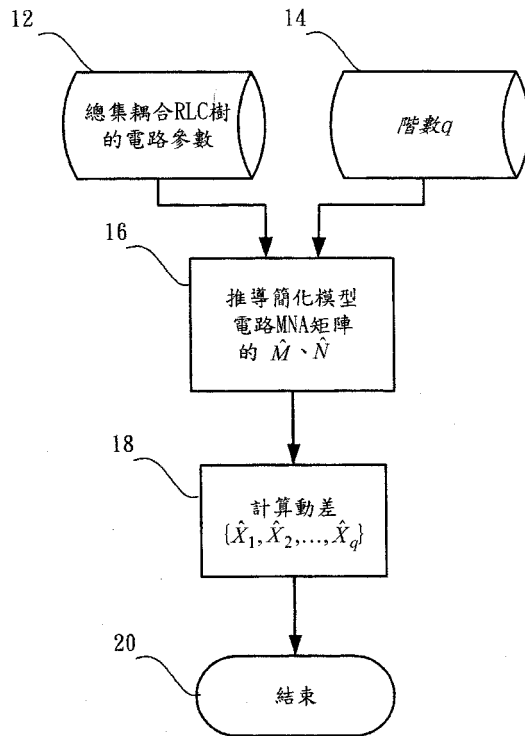 12
14
總集耦合RLC樹
的電路參數
階數q
16
推導簡化模型
電路MNA矩陣
的 M̂、N̂
18
計算動差
{X̂₁,X̂₂,...,X̂q}
20
結束